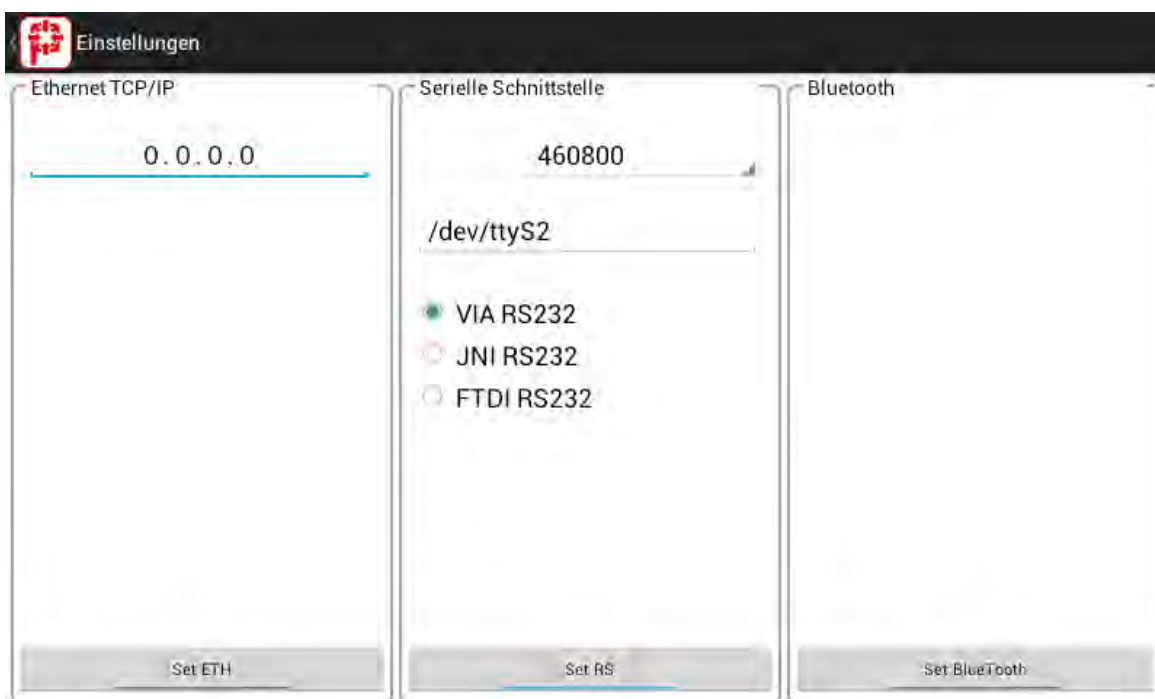 Einstellungen
Ethernet TCP/IP
0.0.0.0
Set ETH
Serielle Schnittstelle
460800
/dev/ttyS2
VIA RS232
JNI RS232
FTDI RS232
Set RS
Bluetooth
Set BlueTooth